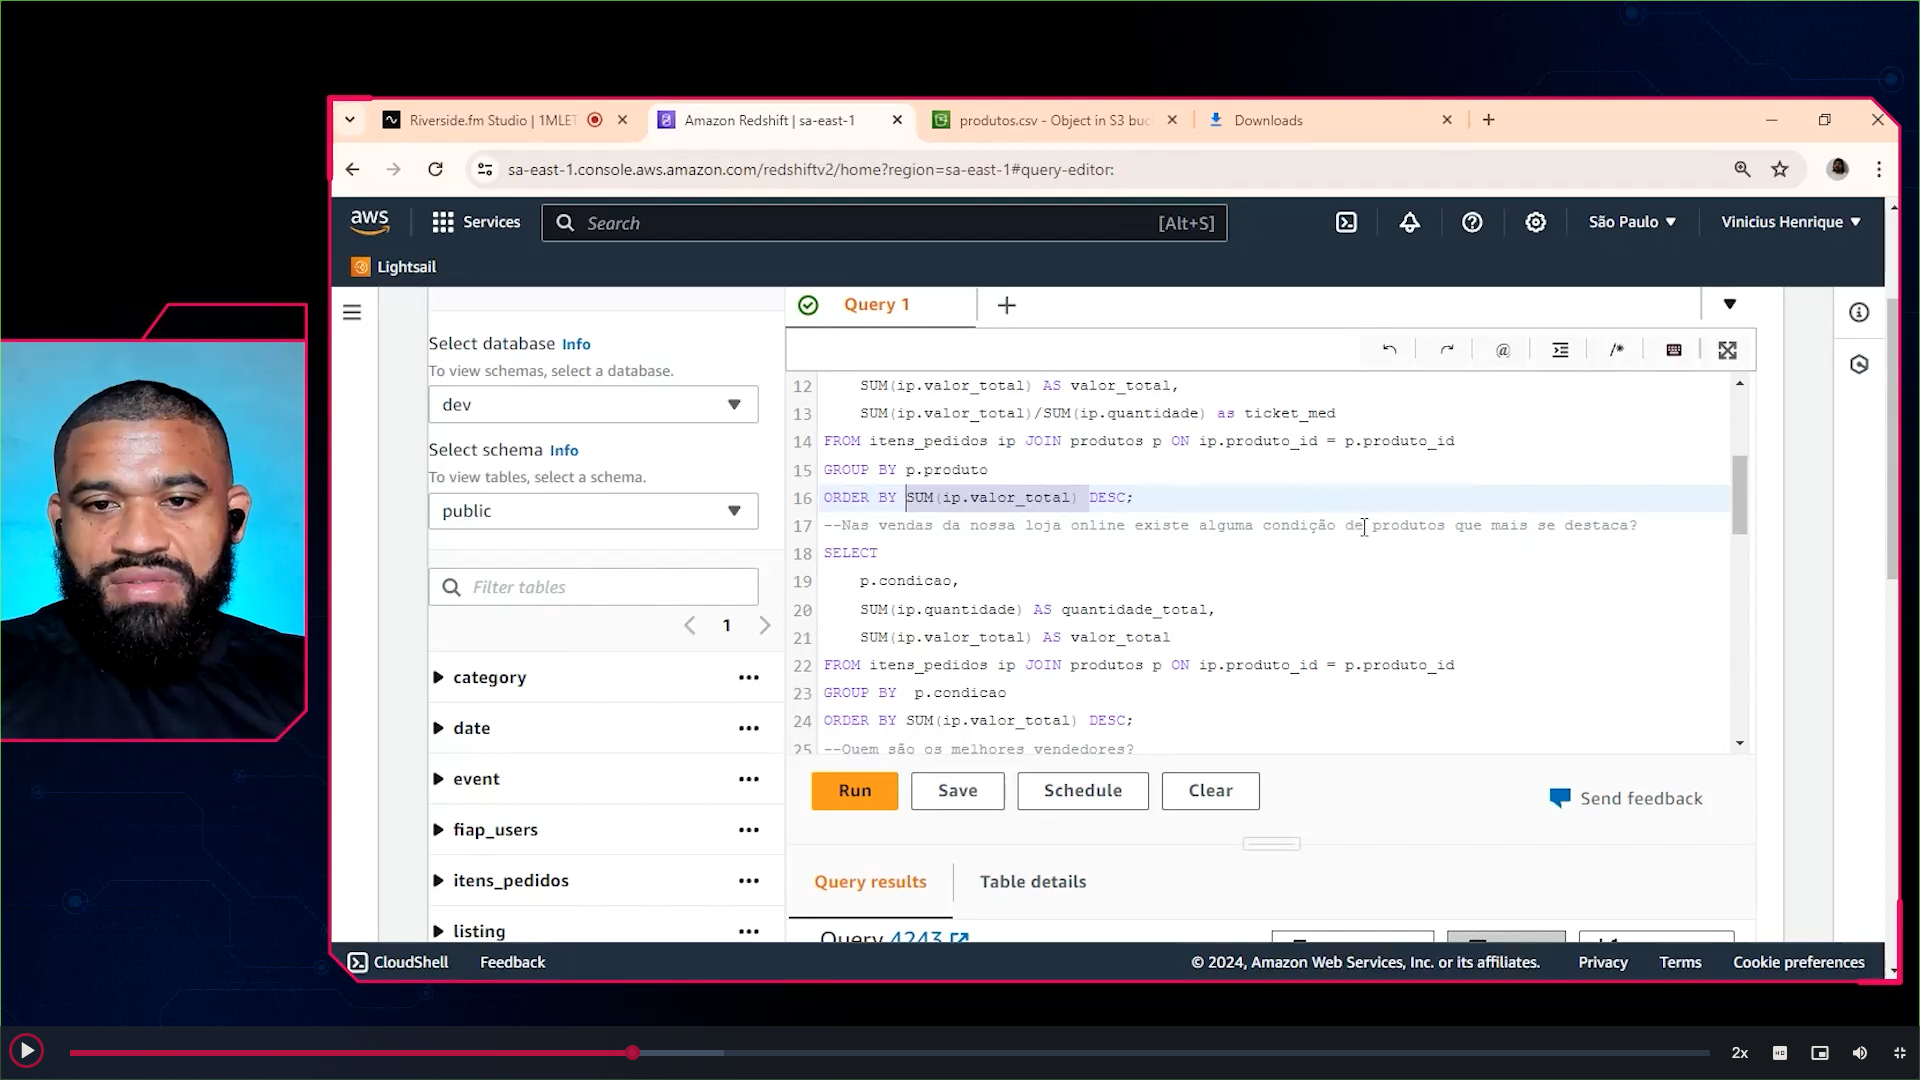 Riverside.fm Studio | 1MLET
Amazon Redshift | sa-east-1
produtos.csv - Object in S3 buc
Downloads
sa-east-1.console.aws.amazon.com/redshiftv2/home?region=sa-east-1#query-editor:
aws
Services
Search
[Alt+S]
São Paulo
Vinicius Henrique
Lightsail
Query 1
Select database Info
To view schemas, select a database.
dev
Select schema Info
To view tables, select a schema.
public
Filter tables
1
category
date
event
fiap_users
itens_pedidos
listing
12 SUM(ip.valor_total) AS valor_total,
13 SUM(ip.valor_total)/SUM(ip.quantidade) as ticket_med
14 FROM itens_pedidos ip JOIN produtos p ON ip.produto_id = p.produto_id
15 GROUP BY p.produto
16 ORDER BY SUM(ip.valor_total) DESC;
17 --Nas vendas da nossa loja online existe alguma condição de produtos que mais se destaca?
18 SELECT
19 p.condicao,
20 SUM(ip.quantidade) AS quantidade_total,
21 SUM(ip.valor_total) AS valor_total
22 FROM itens_pedidos ip JOIN produtos p ON ip.produto_id = p.produto_id
23 GROUP BY p.condicao
24 ORDER BY SUM(ip.valor_total) DESC;
25 --Quem são os melhores vendedores?
Run
Save
Schedule
Clear
Send feedback
Query results
Table details
Query 4243
CloudShell
Feedback
© 2024, Amazon Web Services, Inc. or its affiliates.
Privacy
Terms
Cookie preferences
2x
HD